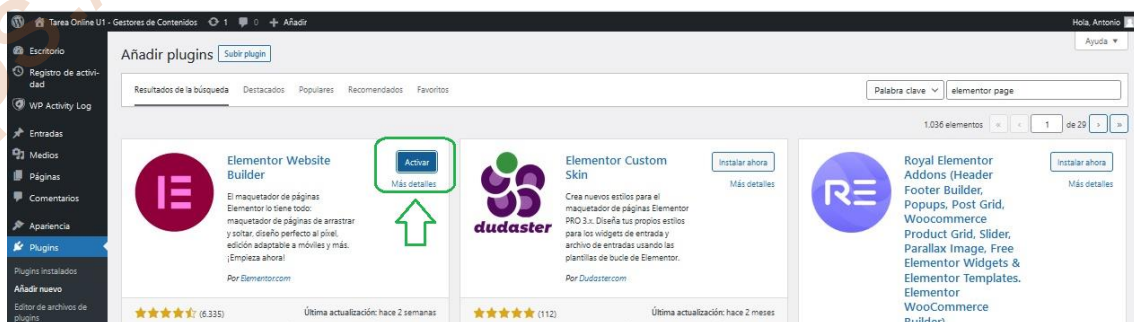 Tarea Online U1 - Gestores de Contenidos 1 0 + Añadir
Hola, Antonio
Escritorio
Registro de activi-
dad
WP Activity Log
Entradas
Medios
Páginas
Comentarios
Apariencia
Plugins
Plugins instalados
Añadir nuevo
Editor de archivos de
plugins
Ayuda
Añadir plugins Subir plugin
Resultados de la búsqueda Destacados Populares Recomendados Favoritos
Palabra clave elementor page
1.036 elementos « ‹ 1 de 29 › »
Elementor Website
Builder
Activar
Más detalles
El maquetador de páginas
Elementor lo tiene todo:
maquetador de páginas de arrastrar
y soltar, diseño perfecto al píxel,
edición adaptable a móviles y más.
¡Empieza ahora!
Por Elementor.com
(6.335)
Última actualización: hace 2 semanas
dudaster
Elementor Custom
Skin
Instalar ahora
Más detalles
Crea nuevos estilos para el
maquetador de páginas Elementor
PRO 3.x. Diseña tus propios estilos
para los widgets de entrada y
archivo de entradas usando las
plantillas de bucle de Elementor.
Por Dudaster.com
(112)
Última actualización: hace 2 meses
RE
Royal Elementor
Addons (Header
Footer Builder,
Popups, Post Grid,
Woocommerce
Product Grid, Slider,
Parallax Image, Free
Elementor Widgets &
Elementor Templates.
Elementor
WooCommerce
Builder)
Instalar ahora
Más detalles